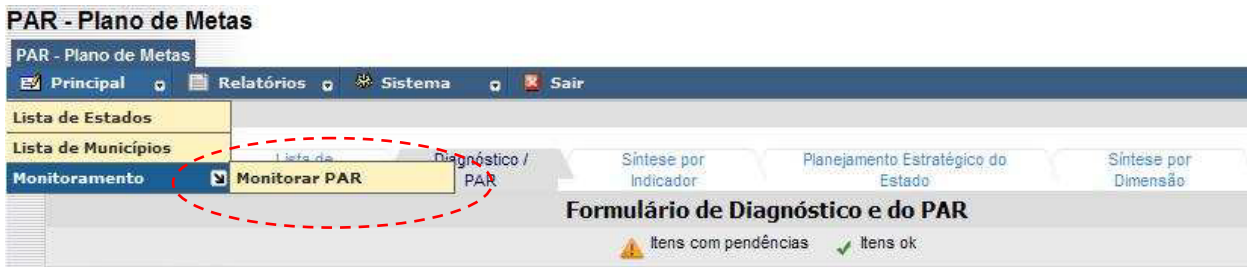 PAR - Plano de Metas
PAR - Plano de Metas
Principal Relatórios Sistema Sair
Lista de Estados
Lista de Municípios
Monitoramento Monitorar PAR
Lista de
Diagnóstico /
PAR
Síntese por
Indicador
Planejamento Estratégico do
Estado
Síntese por
Dimensão
Formulário de Diagnóstico e do PAR
Itens com pendências Itens ok